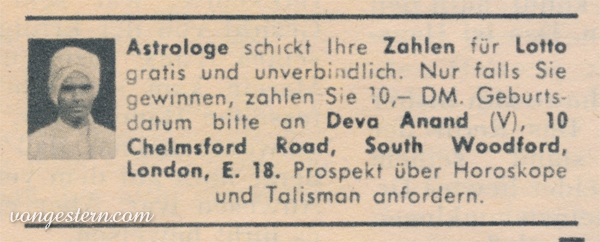 Astrologe schickt Ihre Zahlen für Lotto
gratis und unverbindlich. Nur falls Sie
gewinnen, zahlen Sie 10,– DM. Geburts-
datum bitte an Deva Anand (V), 10
Chelmsford Road, South Woodford,
London, E. 18. Prospekt über Horoskope
und Talisman anfordern.
vongestern.com